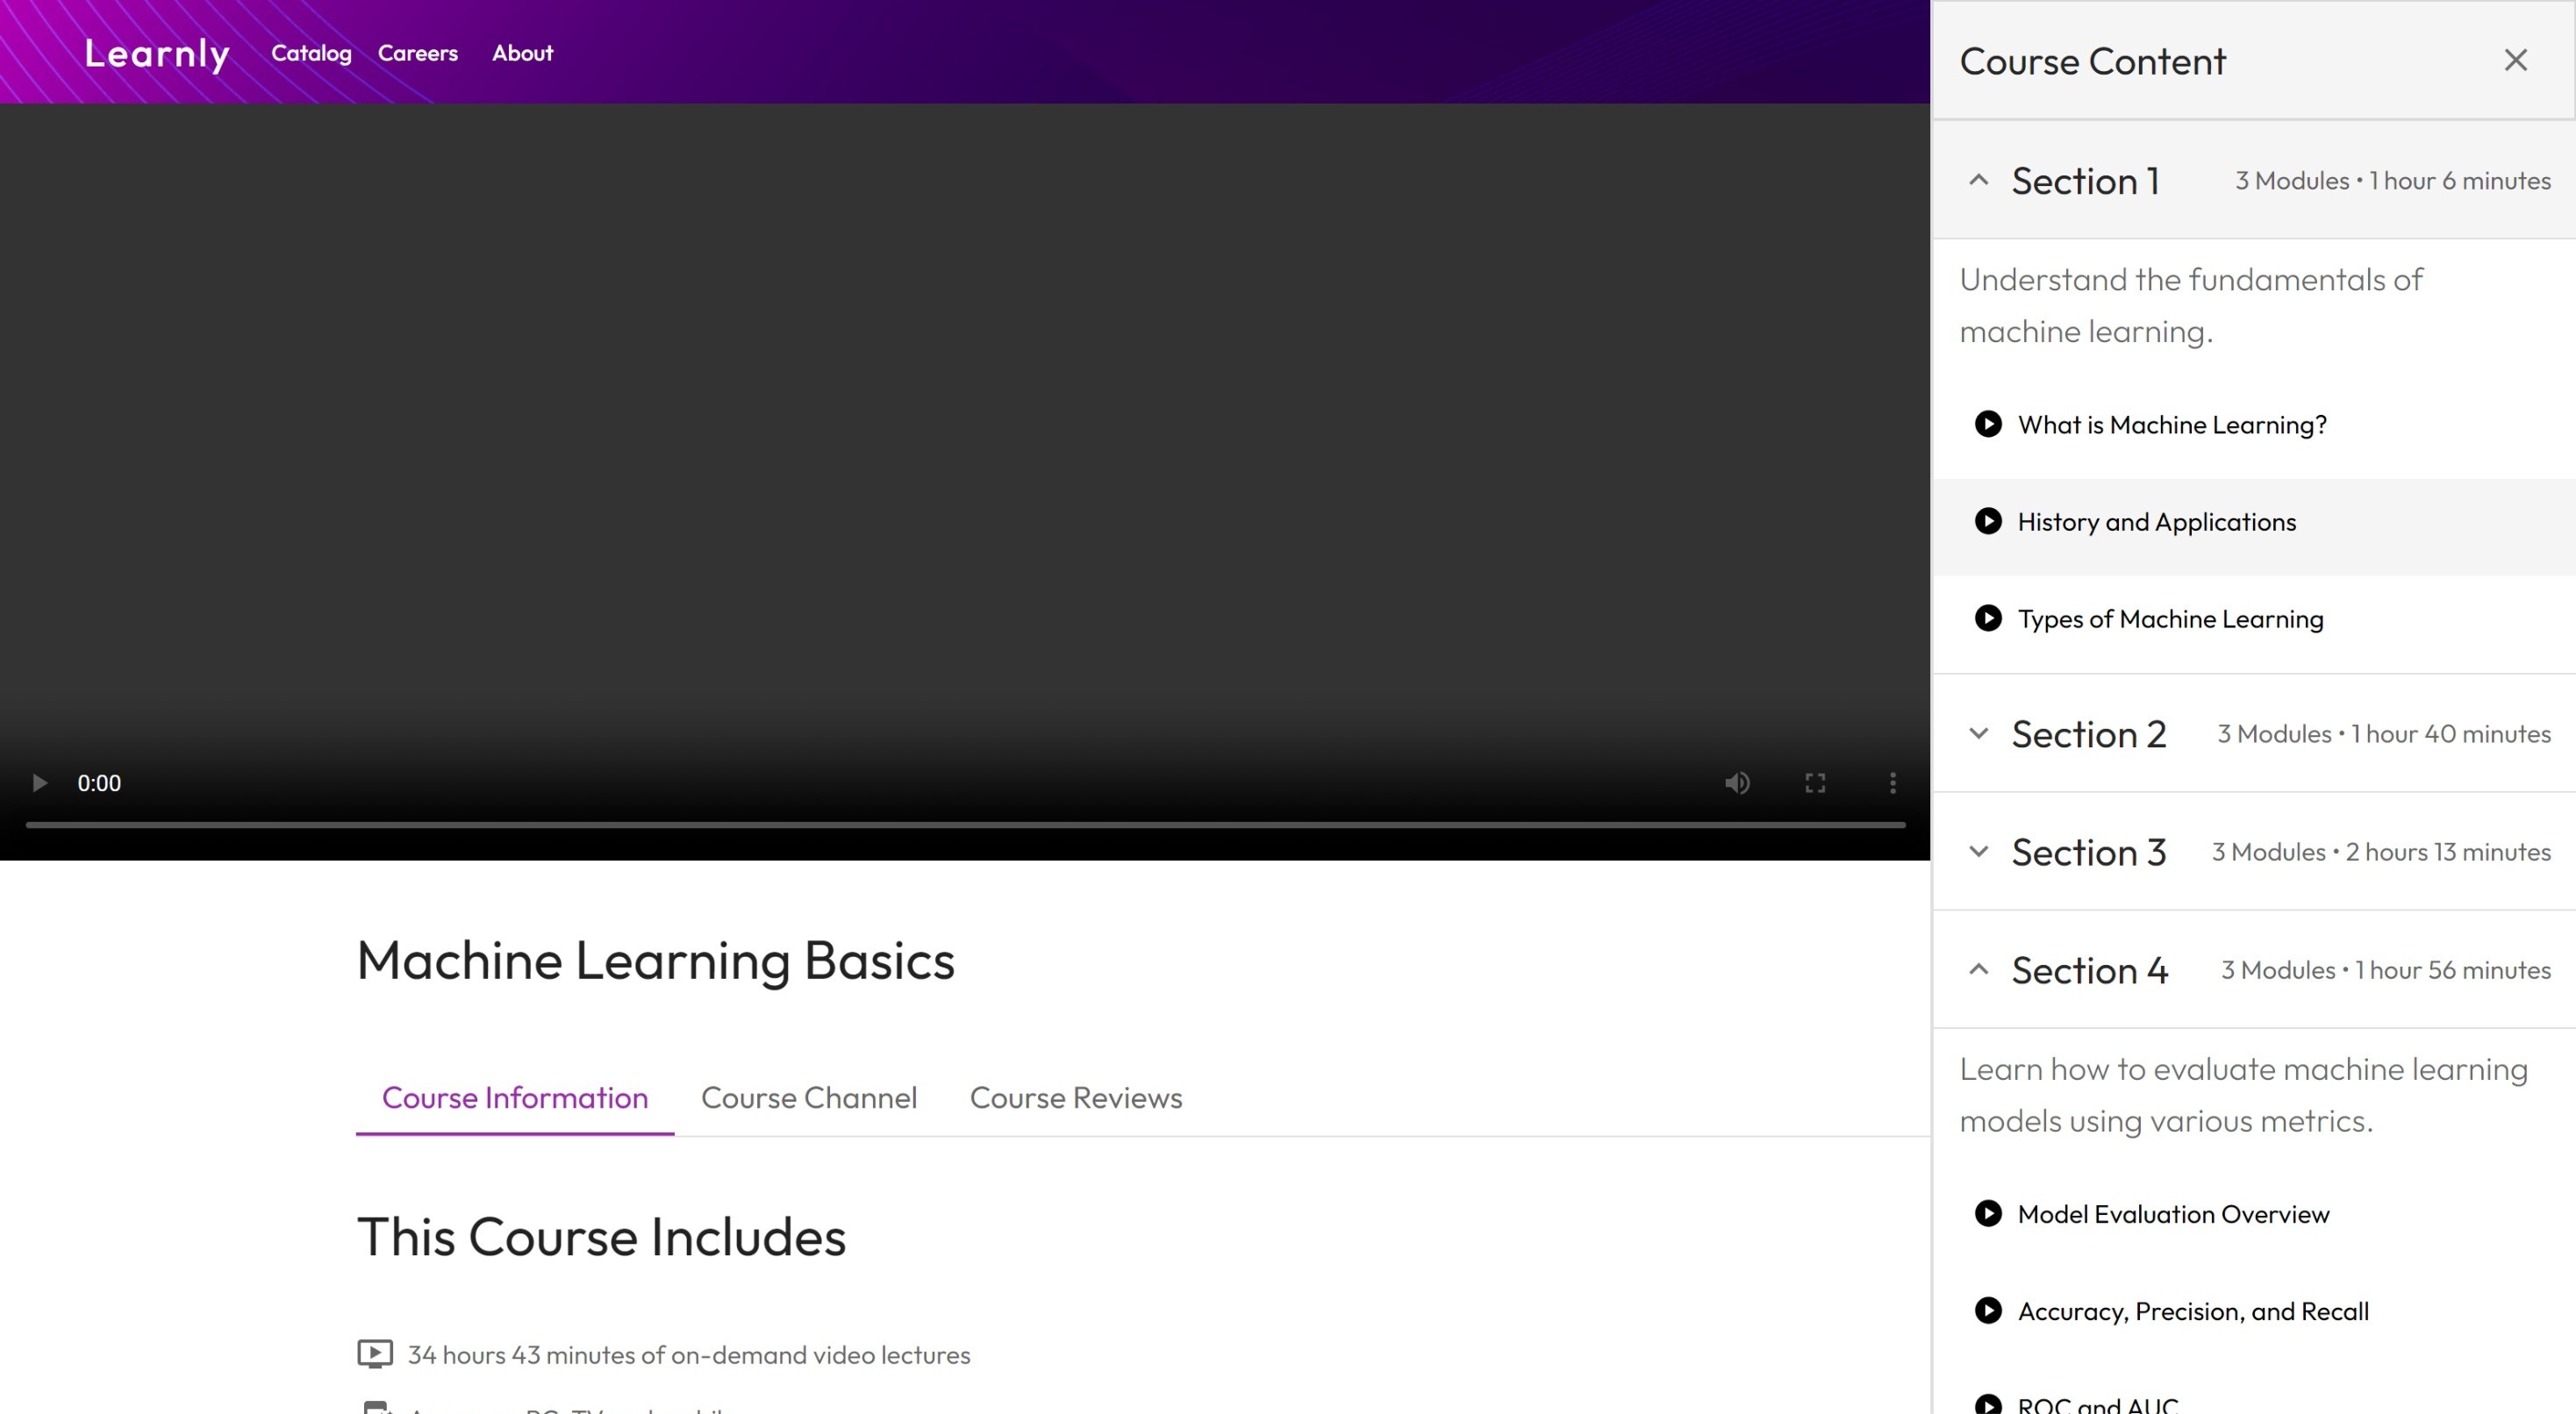 Learnly Catalog Careers About
0:00
Machine Learning Basics
Course Information Course Channel Course Reviews
This Course Includes
34 hours 43 minutes of on-demand video lectures
Course Content
Section 1 3 Modules • 1 hour 6 minutes
Understand the fundamentals of
machine learning.
What is Machine Learning?
History and Applications
Types of Machine Learning
Section 2 3 Modules • 1 hour 40 minutes
Section 3 3 Modules • 2 hours 13 minutes
Section 4 3 Modules • 1 hour 56 minutes
Learn how to evaluate machine learning
models using various metrics.
Model Evaluation Overview
Accuracy, Precision, and Recall
ROC and AUC